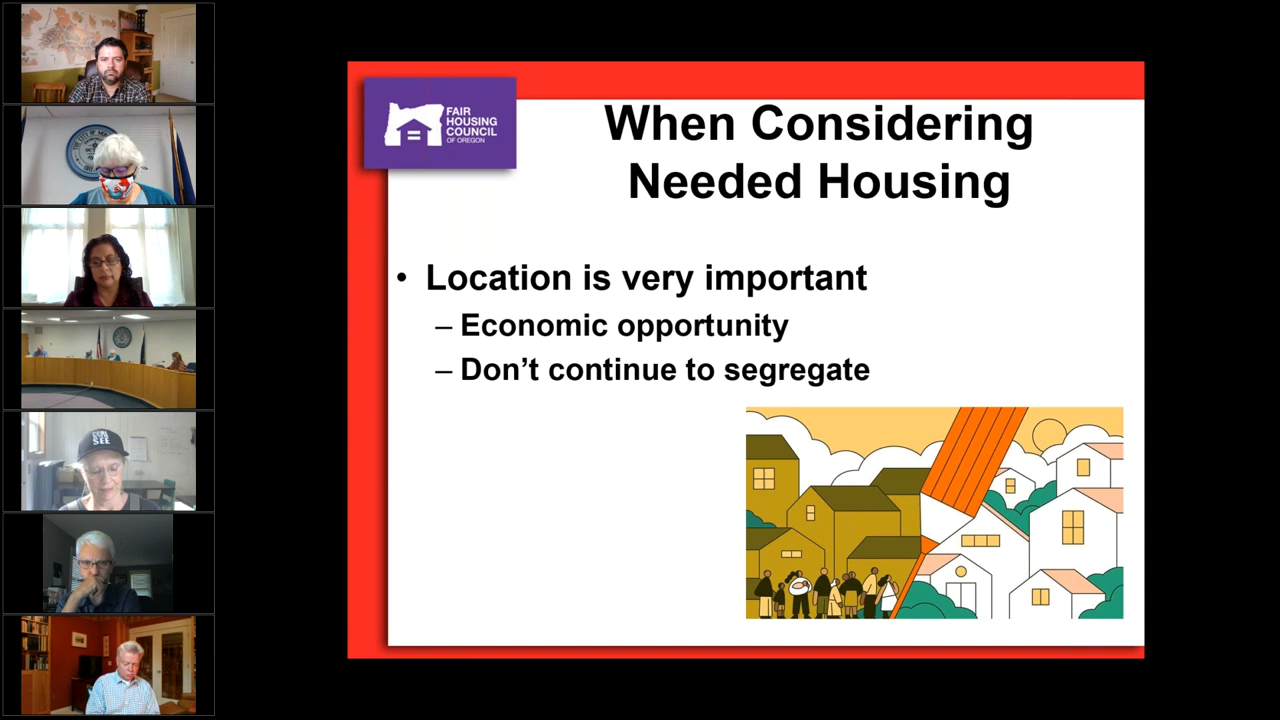 FAIR
HOUSING
COUNCIL
OF OREGON
When Considering
Needed Housing
• Location is very important
– Economic opportunity
– Don't continue to segregate
SEE